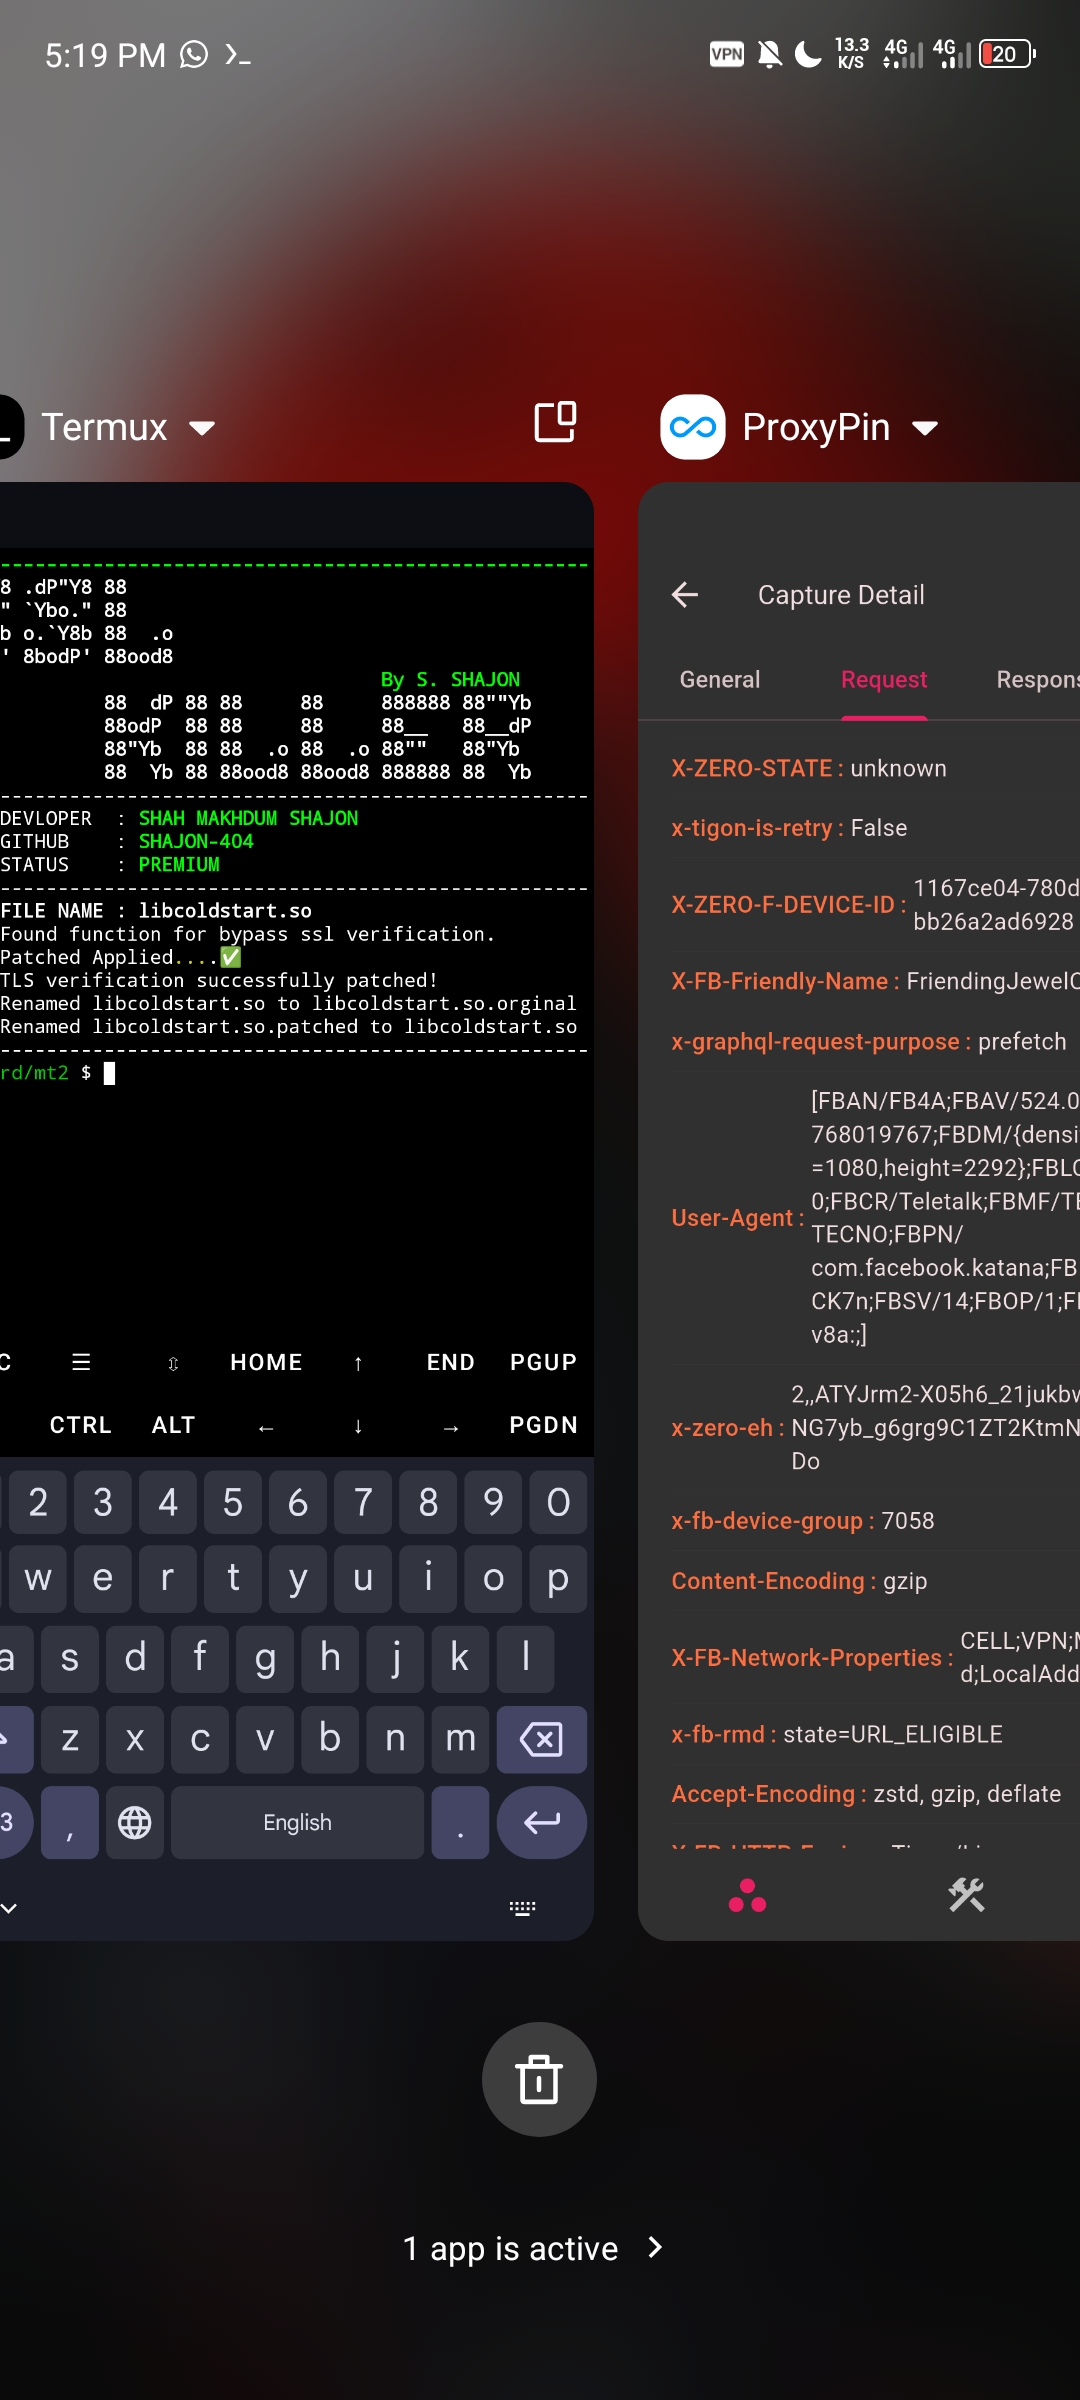 5:19 PM
VPN 13.3 K/S 4G 4G 20
Termux
8 .dP"Y8 88
" `Ybo." 88
b o.`Y8b 88  .o
' 8bodP' 88ood8
By S. SHAJON
88  dP 88 88     88     888888 88""Yb
88odP  88 88     88     88__   88__dP
88"Yb  88 88  .o 88  .o 88""   88"Yb
88  Yb 88 88ood8 88ood8 888888 88  Yb
DEVLOPER : SHAH MAKHDUM SHAJON
GITHUB : SHAJON-404
STATUS : PREMIUM
FILE NAME : libcoldstart.so
Found function for bypass ssl verification.
Patched Applied....✅
TLS verification successfully patched!
Renamed libcoldstart.so to libcoldstart.so.orginal
Renamed libcoldstart.so.patched to libcoldstart.so
rd/mt2 $
C ☰ ⇕ HOME ↑ END PGUP
CTRL ALT ← ↓ → PGDN
2 3 4 5 6 7 8 9 0
w e r t y u i o p
a s d f g h j k l
z x c v b n m
3 , English .
ProxyPin
Capture Detail
General Request Respons
X-ZERO-STATE : unknown
x-tigon-is-retry : False
X-ZERO-F-DEVICE-ID : 1167ce04-780d
bb26a2ad6928
X-FB-Friendly-Name : FriendingJewelC
x-graphql-request-purpose : prefetch
User-Agent : [FBAN/FB4A;FBAV/524.0
768019767;FBDM/{densi
=1080,height=2292};FBLC
0;FBCR/Teletalk;FBMF/TE
TECNO;FBPN/
com.facebook.katana;FB
CK7n;FBSV/14;FBOP/1;F
v8a:;]
x-zero-eh : 2,,ATYJrm2-X05h6_21jukbv
NG7yb_g6grg9C1ZT2KtmN
Do
x-fb-device-group : 7058
Content-Encoding : gzip
X-FB-Network-Properties : CELL;VPN;N
d;LocalAdd
x-fb-rmd : state=URL_ELIGIBLE
Accept-Encoding : zstd, gzip, deflate
1 app is active